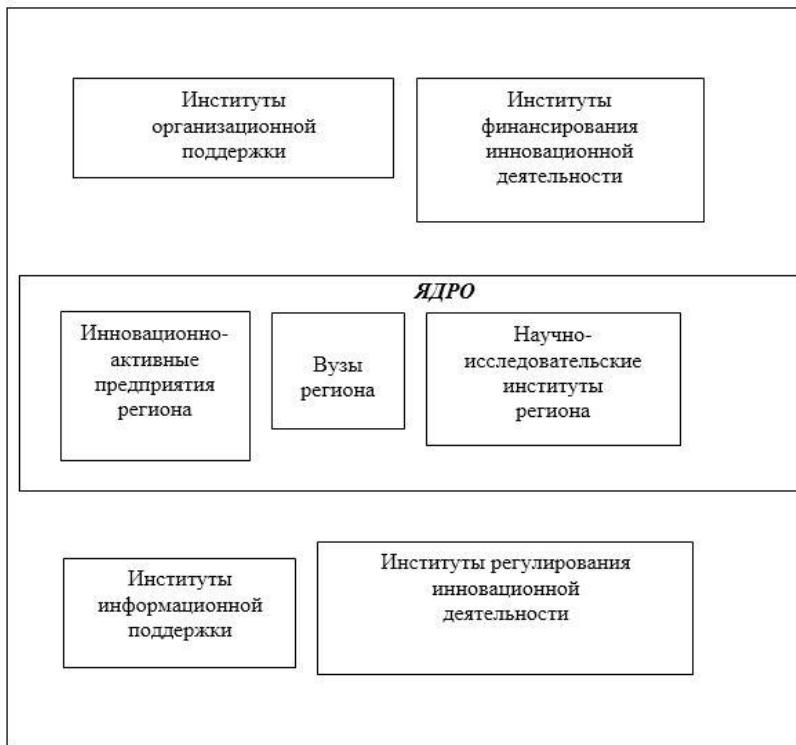 Институты
организационной
поддержки
Институты
финансирования
инновационной
деятельности
ЯДРО
Инновационно-
активные
предприятия
региона
Вузы
региона
Научно-
исследовательские
институты
региона
Институты
информационной
поддержки
Институты регулирования
инновационной
деятельности